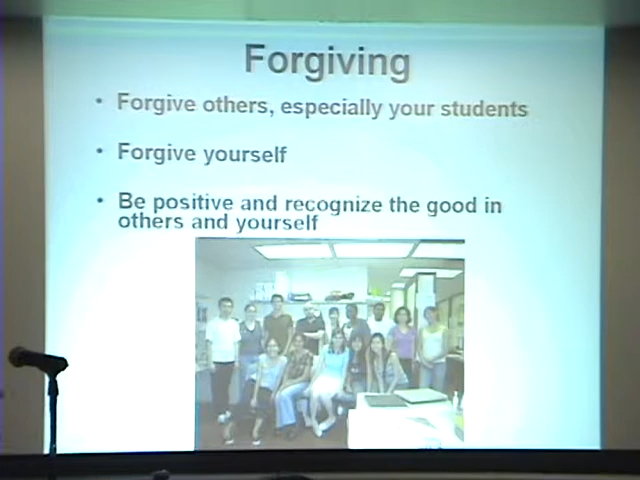 Forgiving
• Forgive others, especially your students
• Forgive yourself
• Be positive and recognize the good in
others and yourself